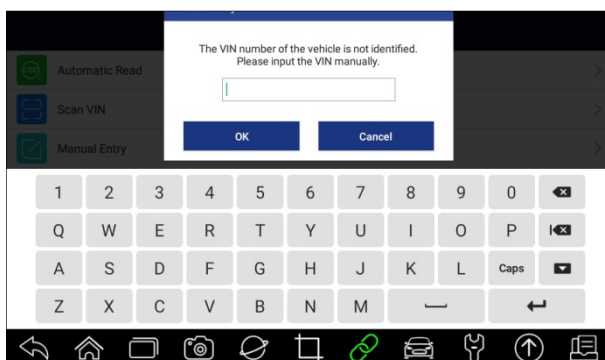 The VIN number of the vehicle is not identified.
Please input the VIN manually.
OK Cancel
Automatic Read
Scan VIN
Manual Entry
1 2 3 4 5 6 7 8 9 0
Q W E R T Y U I O P
A S D F G H J K L Caps
Z X C V B N M